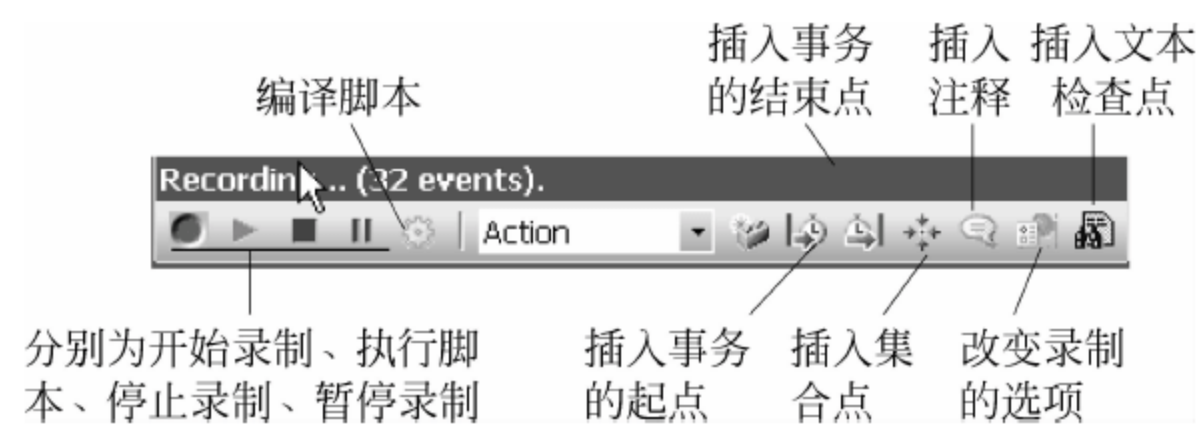 插入事务
的结束点
插入
注释
插入文本
检查点
编译脚本
Recording... (32 events).
Action
分别为开始录制、执行脚
本、停止录制、暂停录制
插入事务
的起点
插入集
合点
改变录制
的选项